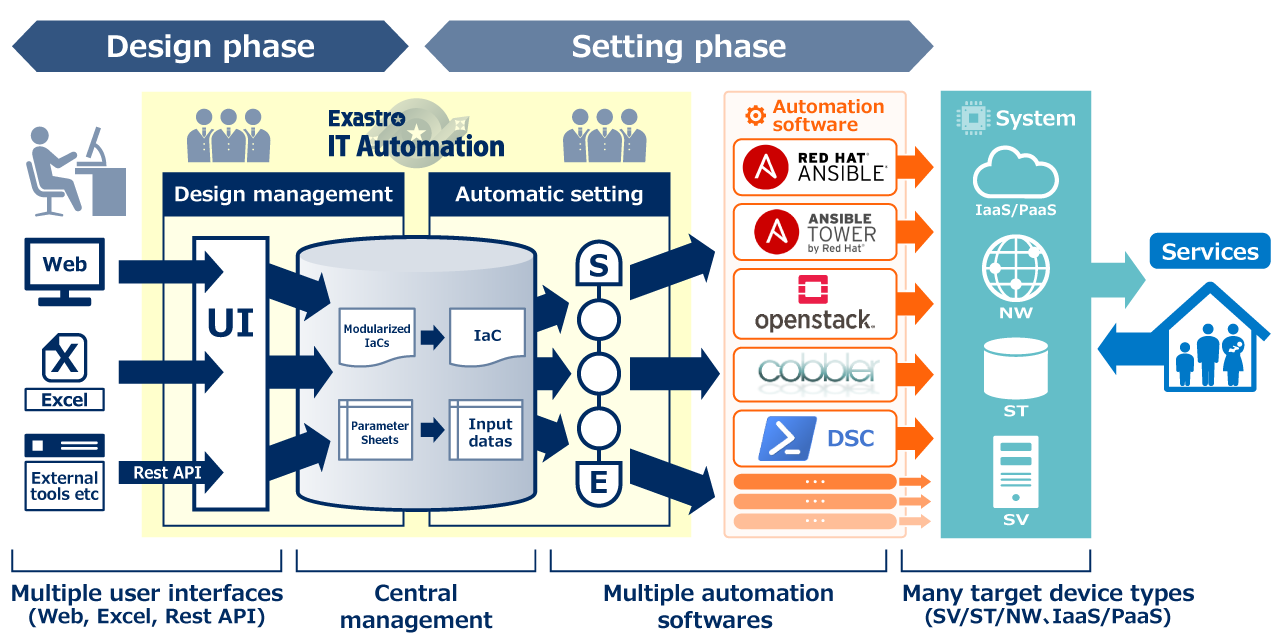 Design phase
Setting phase
Exastro
IT Automation
Design management
Automatic setting
Web
Excel
External
tools etc
Rest API
UI
Modularized
IaCs
IaC
Parameter
Sheets
Input
datas
S
E
Automation
software
RED HAT®
ANSIBLE®
ANSIBLE
TOWER
by Red Hat®
openstack™
cobbler
DSC
...
...
...
System
IaaS/PaaS
NW
ST
SV
Services
Multiple user interfaces
(Web, Excel, Rest API)
Central
management
Multiple automation
softwares
Many target device types
(SV/ST/NW、IaaS/PaaS)